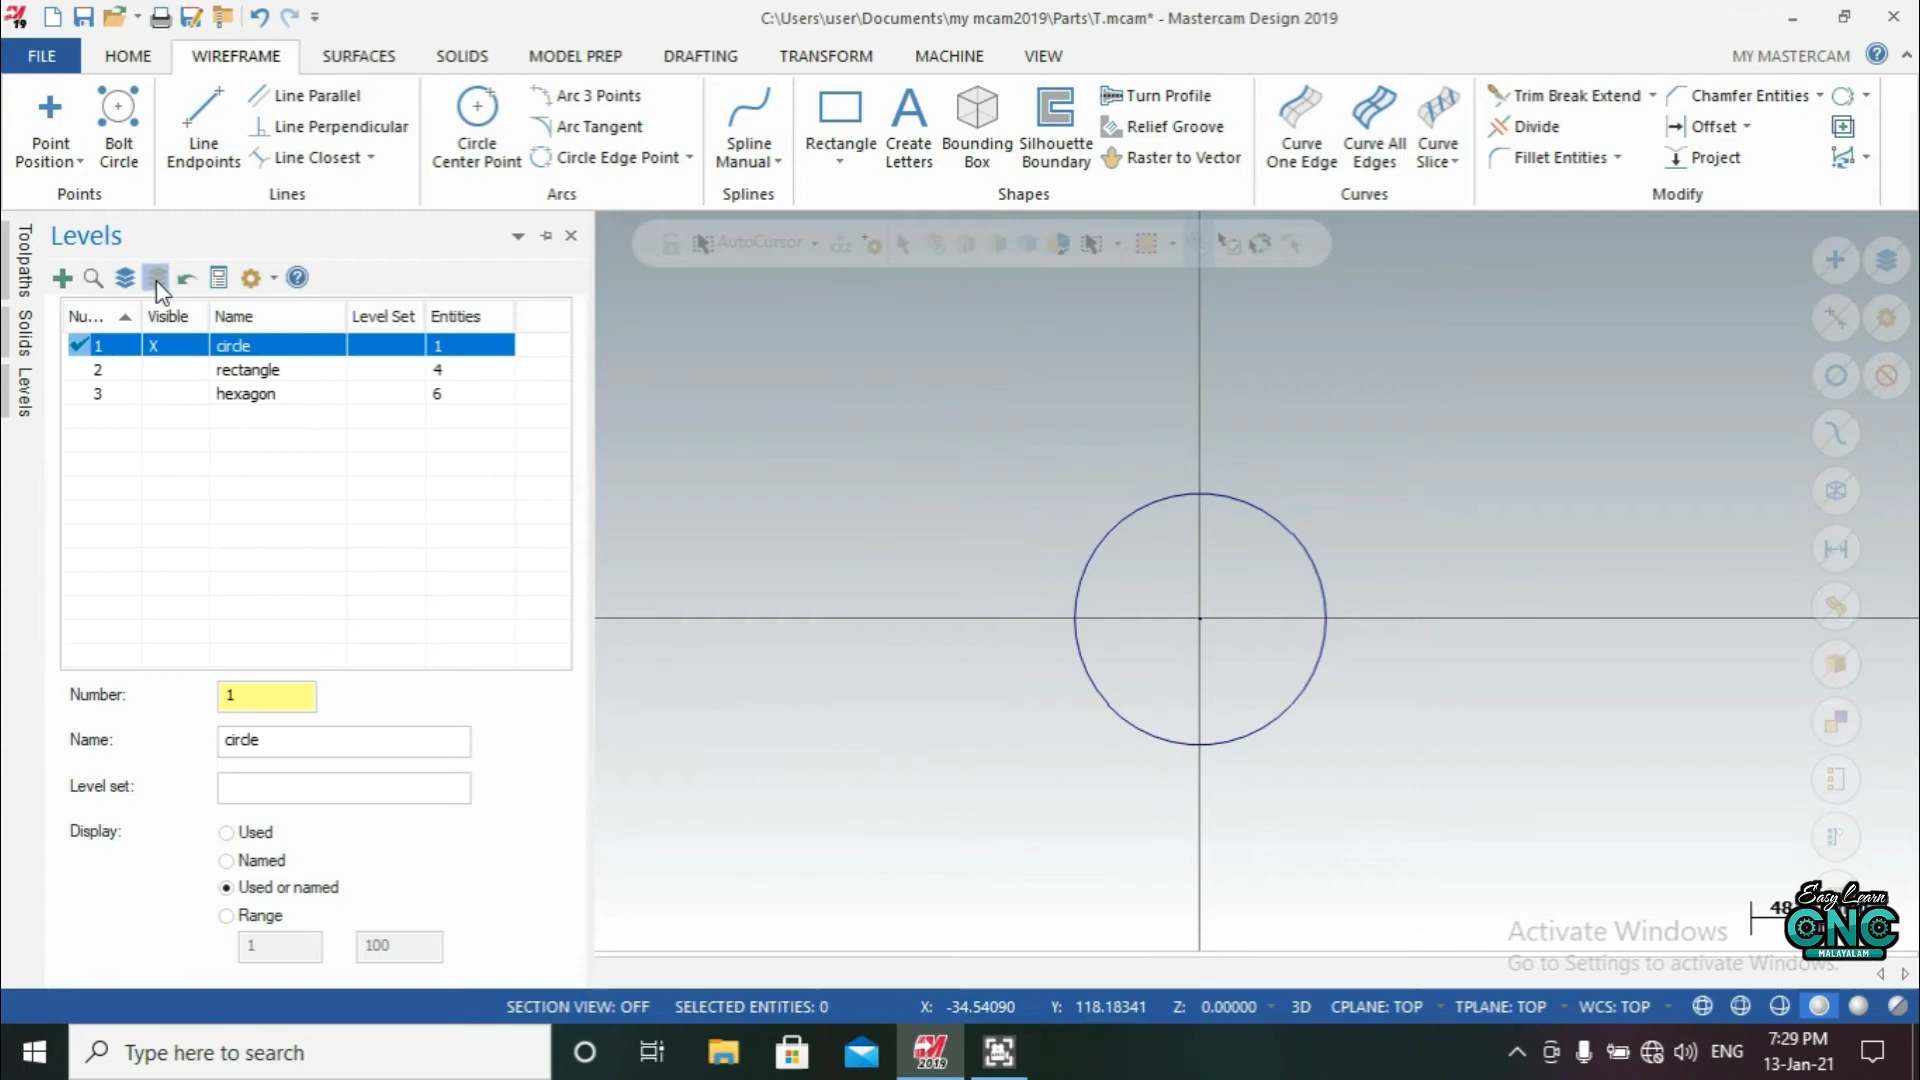 19
C:\Users\user\Documents\my mcam2019\Parts\T.mcam* - Mastercam Design 2019
FILE HOME WIREFRAME SURFACES SOLIDS MODEL PREP DRAFTING TRANSFORM MACHINE VIEW MY MASTERCAM
Point Position
Bolt Circle
Points
Line Endpoints
Line Parallel
Line Perpendicular
Line Closest
Lines
Circle Center Point
Arc 3 Points
Arc Tangent
Circle Edge Point
Arcs
Spline Manual
Splines
Rectangle
Create Letters
Bounding Box
Silhouette Boundary
Turn Profile
Relief Groove
Raster to Vector
Shapes
Curve One Edge
Curve All Edges
Curve Slice
Curves
Trim Break Extend
Divide
Fillet Entities
Chamfer Entities
Offset
Project
Modify
Toolpaths
Solids
Levels
Levels
AutoCursor
Nu... Visible Name Level Set Entities
1 X circle 1
2 rectangle 4
3 hexagon 6
Number: 1
Name: circle
Level set:
Display:
Used
Named
Used or named
Range
1 100
48
Easy Learn
CNC
MALAYALAM
Activate Windows
Go to Settings to activate Windows.
SECTION VIEW: OFF SELECTED ENTITIES: 0 X: -34.54090 Y: 118.18341 Z: 0.00000 3D CPLANE: TOP TPLANE: TOP WCS: TOP
Type here to search
2019
ENG
7:29 PM
13-Jan-21